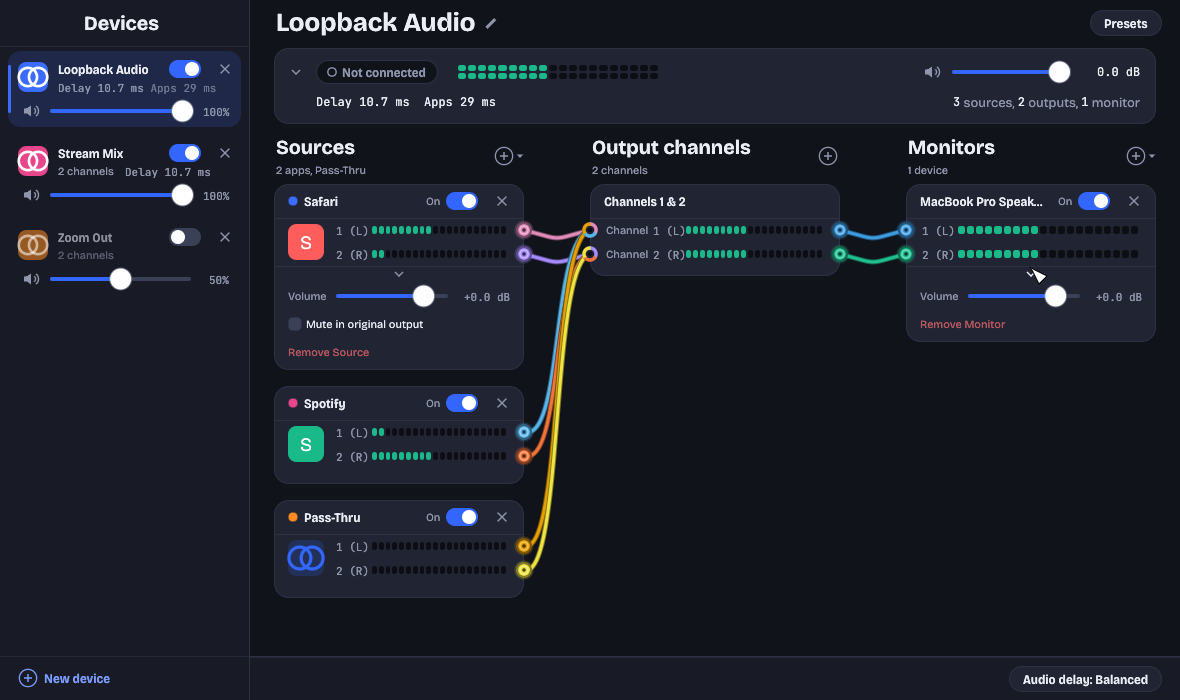 Devices
Loopback Audio
Delay 10.7 ms Apps 29 ms
100%
Stream Mix
2 channels Delay 10.7 ms
100%
Zoom Out
2 channels
50%
New device
Loopback Audio
Presets
Not connected
0.0 dB
Delay 10.7 ms Apps 29 ms
3 sources, 2 outputs, 1 monitor
Sources
2 apps, Pass-Thru
Safari On
S
1 (L)
2 (R)
Volume +0.0 dB
Mute in original output
Remove Source
Spotify On
S
1 (L)
2 (R)
Pass-Thru On
1 (L)
2 (R)
Output channels
2 channels
Channels 1 & 2
Channel 1 (L)
Channel 2 (R)
Monitors
1 device
MacBook Pro Speak... On
1 (L)
2 (R)
Volume +0.0 dB
Remove Monitor
Audio delay: Balanced